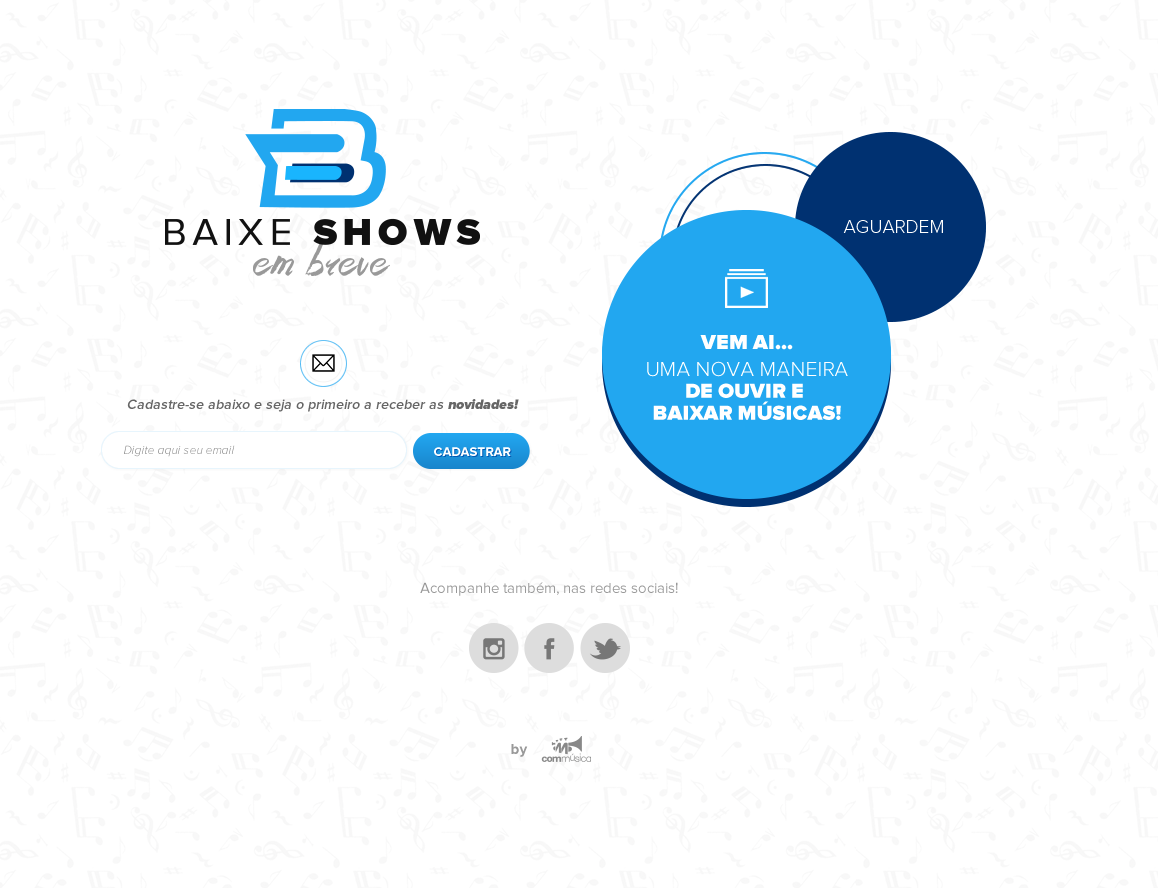 BAIXE SHOWS
em breve
Cadastre-se abaixo e seja o primeiro a receber as novidades!
Digite aqui seu email
CADASTRAR
AGUARDEM
VEM AI...
UMA NOVA MANEIRA
DE OUVIR E
BAIXAR MÚSICAS!
Acompanhe também, nas redes sociais!
by
commúsica